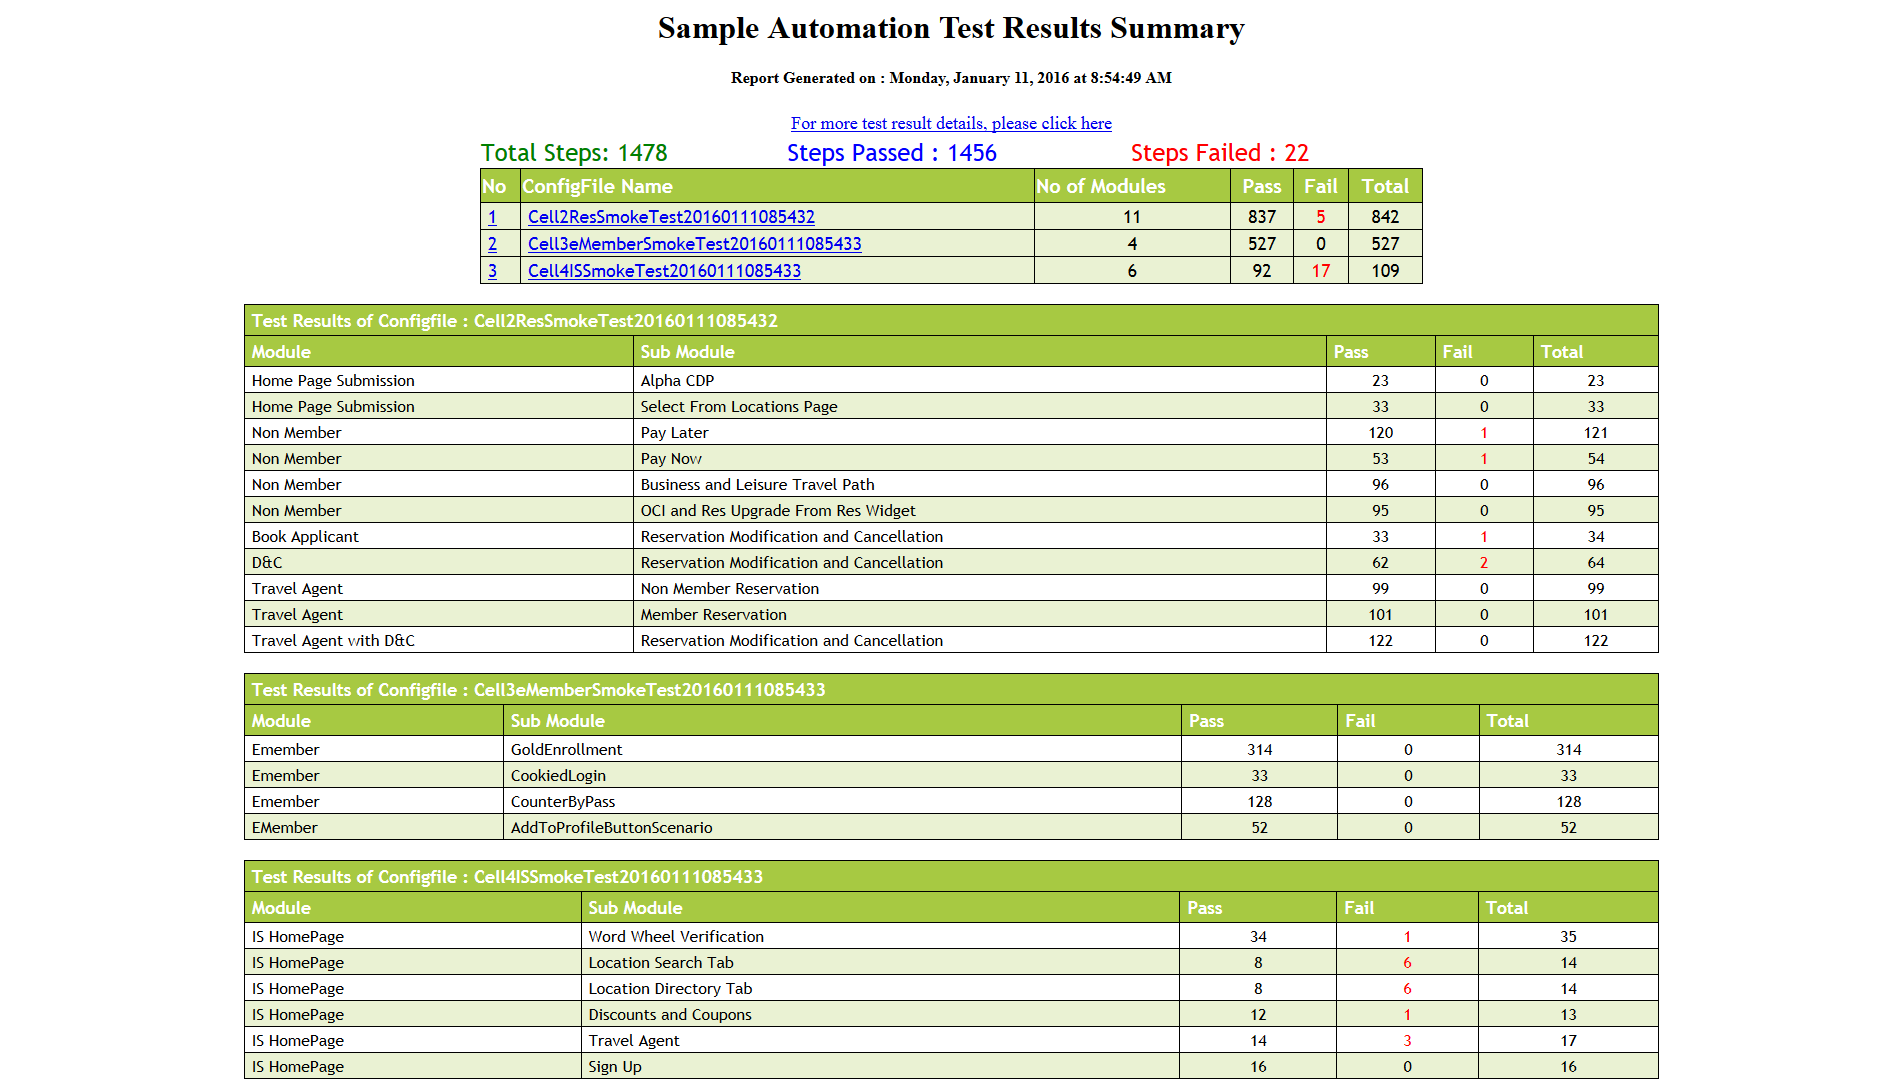 Sample Automation Test Results Summary
Report Generated on : Monday, January 11, 2016 at 8:54:49 AM
For more test result details, please click here
Total Steps: 1478 Steps Passed : 1456 Steps Failed : 22
No ConfigFile Name No of Modules Pass Fail Total
1 Cell2ResSmokeTest20160111085432 11 837 5 842
2 Cell3eMemberSmokeTest20160111085433 4 527 0 527
3 Cell4ISSmokeTest20160111085433 6 92 17 109
Test Results of Configfile : Cell2ResSmokeTest20160111085432
Module Sub Module Pass Fail Total
Home Page Submission Alpha CDP 23 0 23
Home Page Submission Select From Locations Page 33 0 33
Non Member Pay Later 120 1 121
Non Member Pay Now 53 1 54
Non Member Business and Leisure Travel Path 96 0 96
Non Member OCI and Res Upgrade From Res Widget 95 0 95
Book Applicant Reservation Modification and Cancellation 33 1 34
D&C Reservation Modification and Cancellation 62 2 64
Travel Agent Non Member Reservation 99 0 99
Travel Agent Member Reservation 101 0 101
Travel Agent with D&C Reservation Modification and Cancellation 122 0 122
Test Results of Configfile : Cell3eMemberSmokeTest20160111085433
Module Sub Module Pass Fail Total
Emember GoldEnrollment 314 0 314
Emember CookiedLogin 33 0 33
Emember CounterByPass 128 0 128
EMember AddToProfileButtonScenario 52 0 52
Test Results of Configfile : Cell4ISSmokeTest20160111085433
Module Sub Module Pass Fail Total
IS HomePage Word Wheel Verification 34 1 35
IS HomePage Location Search Tab 8 6 14
IS HomePage Location Directory Tab 8 6 14
IS HomePage Discounts and Coupons 12 1 13
IS HomePage Travel Agent 14 3 17
IS HomePage Sign Up 16 0 16